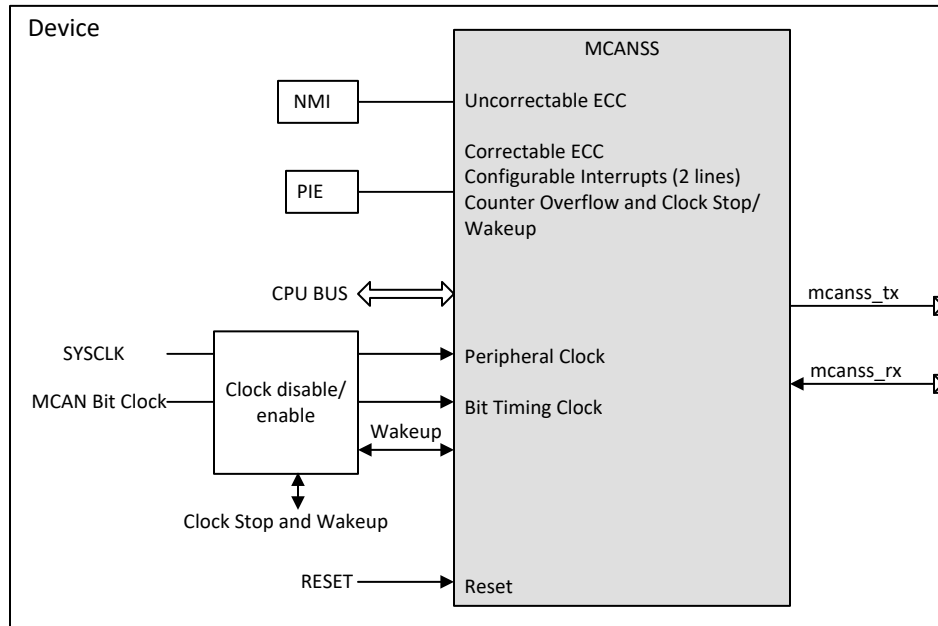 Device
MCANSS
NMI
Uncorrectable ECC
Correctable ECC
Configurable Interrupts (2 lines)
PIE
Counter Overflow and Clock Stop/
Wakeup
CPU BUS
mcanss_tx
SYSCLK
Peripheral Clock
mcanss_rx
Clock disable/
enable
MCAN Bit Clock
Bit Timing Clock
Wakeup
Clock Stop and Wakeup
RESET
Reset